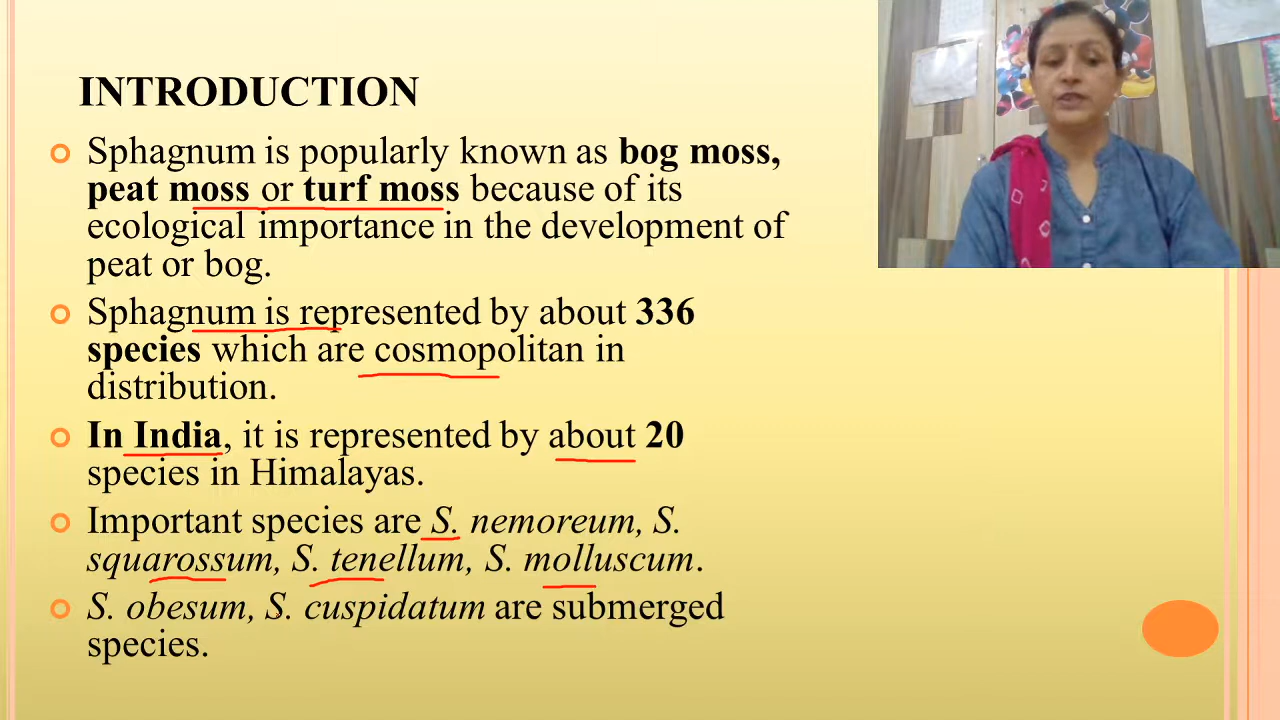 INTRODUCTION
Sphagnum is popularly known as bog moss,
peat moss or turf moss because of its
ecological importance in the development of
peat or bog.
Sphagnum is represented by about 336
species which are cosmopolitan in
distribution.
In India, it is represented by about 20
species in Himalayas.
Important species are S. nemoreum, S.
squarossum, S. tenellum, S. molluscum.
S. obesum, S. cuspidatum are submerged
species.